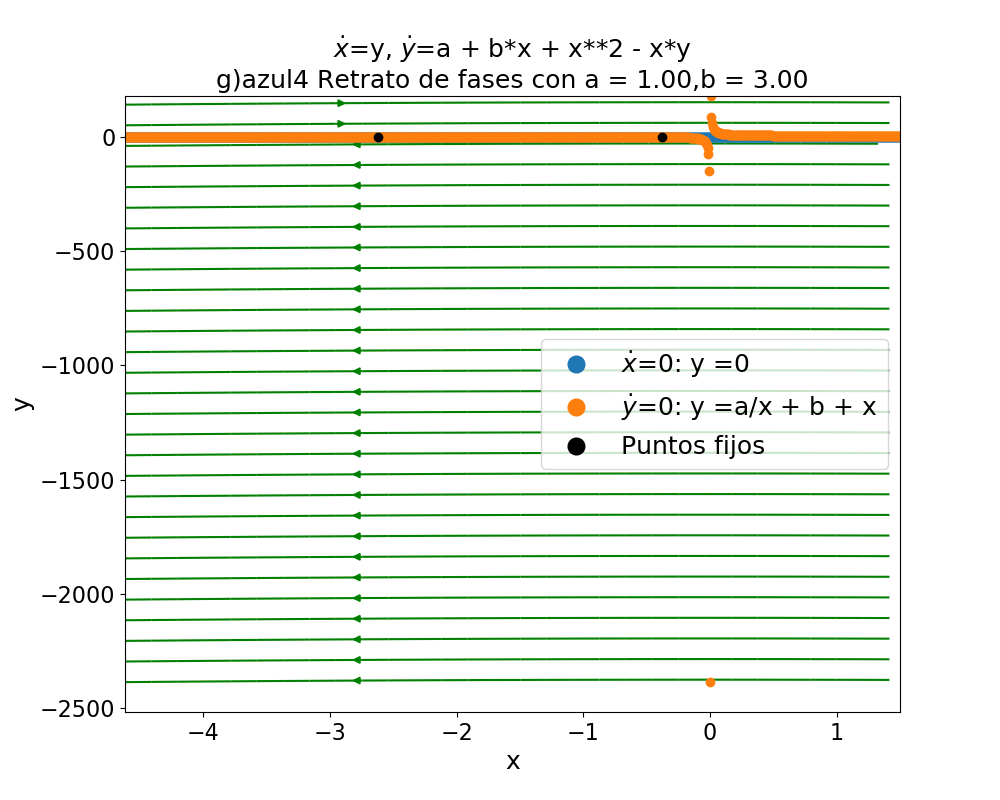 ẋ=y, ẏ=a + b*x + x**2 - x*y
g)azul4 Retrato de fases con a = 1.00,b = 3.00
0
−500
−1000
−1500
−2000
−2500
y
ẋ=0: y =0
ẏ=0: y =a/x + b + x
Puntos fijos
−4 −3 −2 −1 0 1
x